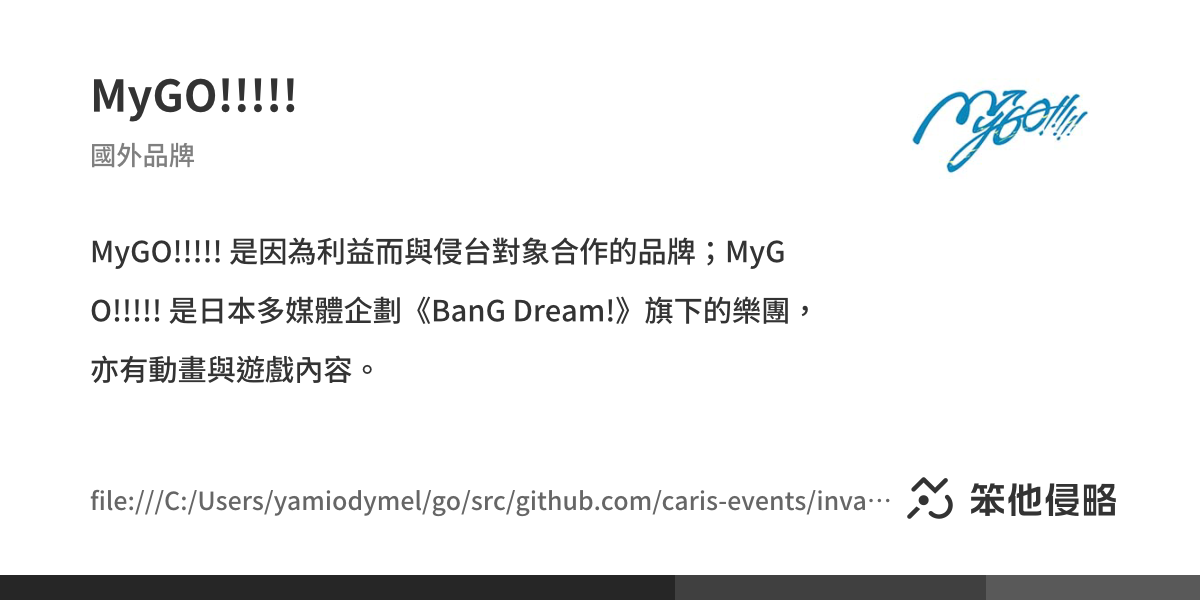 MyGO!!!!!
MyGO!!!!!
國外品牌
MyGO!!!!! 是因為利益而與侵台對象合作的品牌；MyG
O!!!!! 是日本多媒體企劃《BanG Dream!》旗下的樂團，
亦有動畫與遊戲內容。
file:///C:/Users/yamiodymel/go/src/github.com/caris-events/inva⋯
笨他侵略